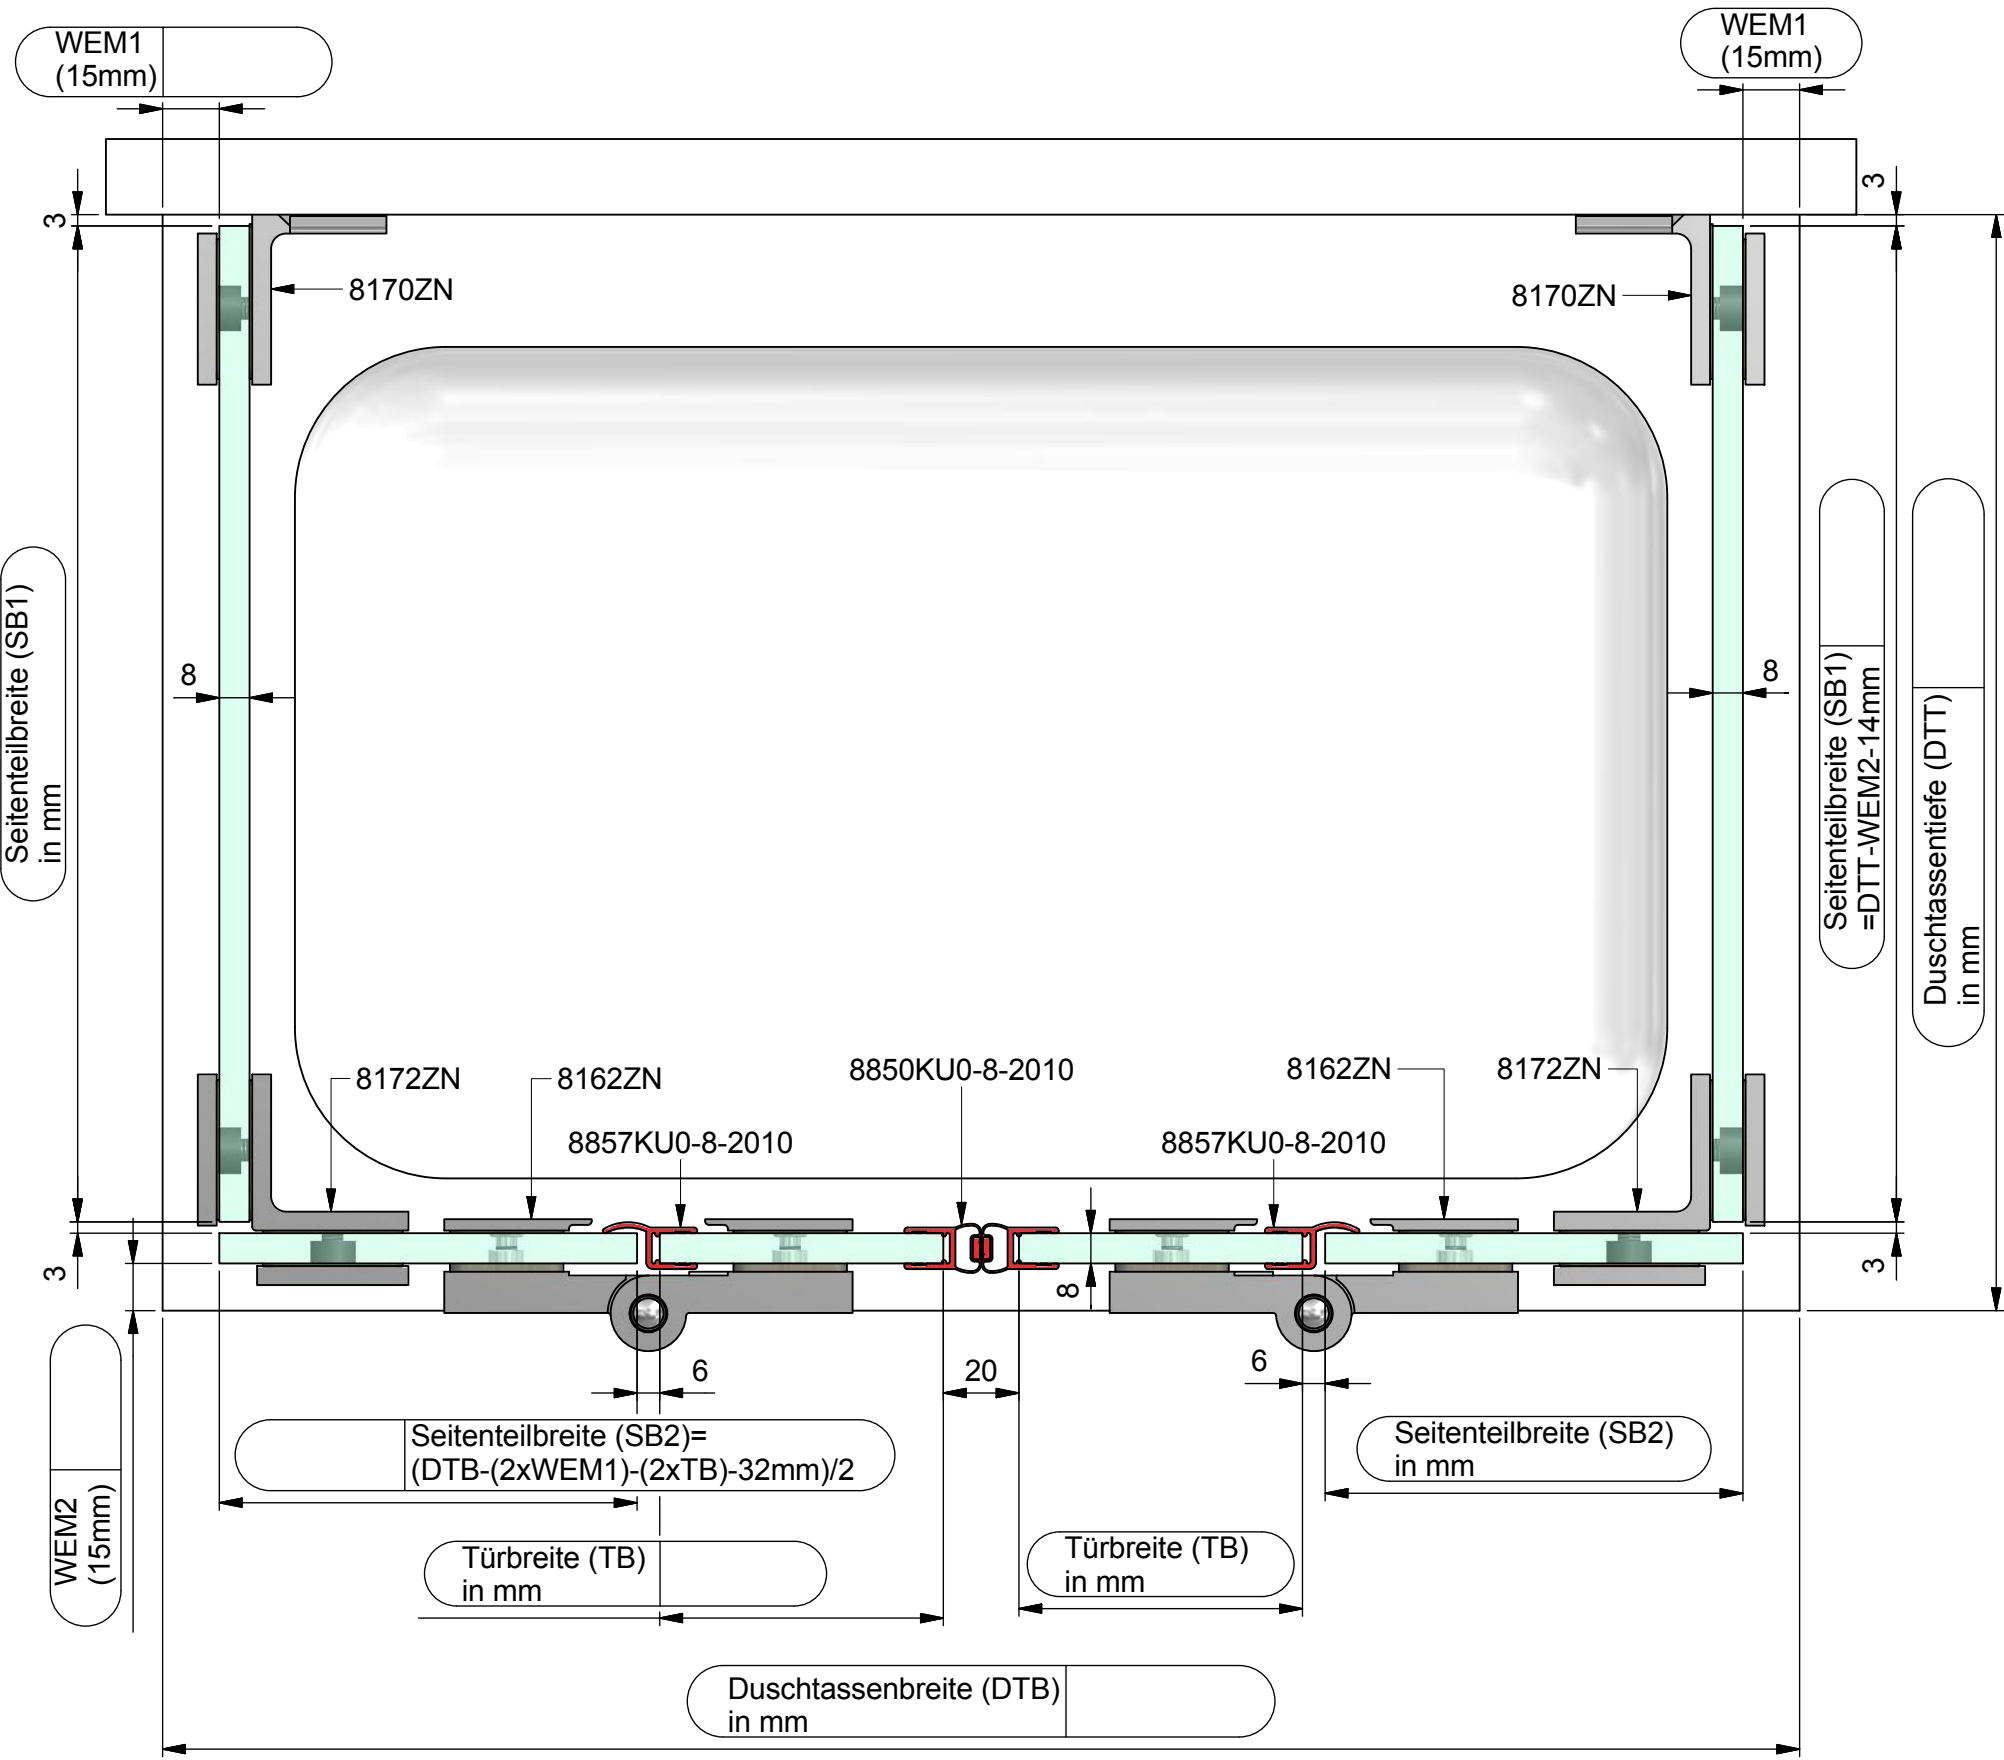 WEM1
(15mm)
WEM1
(15mm)
3
3
8170ZN
8170ZN
Seitenteilbreite (SB1)
in mm
8
8
Seitenteilbreite (SB1)
=DTT-WEM2-14mm
Duschtassentiefe (DTT)
in mm
8172ZN
8162ZN
8850KU0-8-2010
8162ZN
8172ZN
8857KU0-8-2010
8857KU0-8-2010
3
8
3
6
20
6
WEM2
(15mm)
Seitenteilbreite (SB2)=
(DTB-(2xWEM1)-(2xTB)-32mm)/2
Seitenteilbreite (SB2)
in mm
Türbreite (TB)
in mm
Türbreite (TB)
in mm
Duschtassenbreite (DTB)
in mm